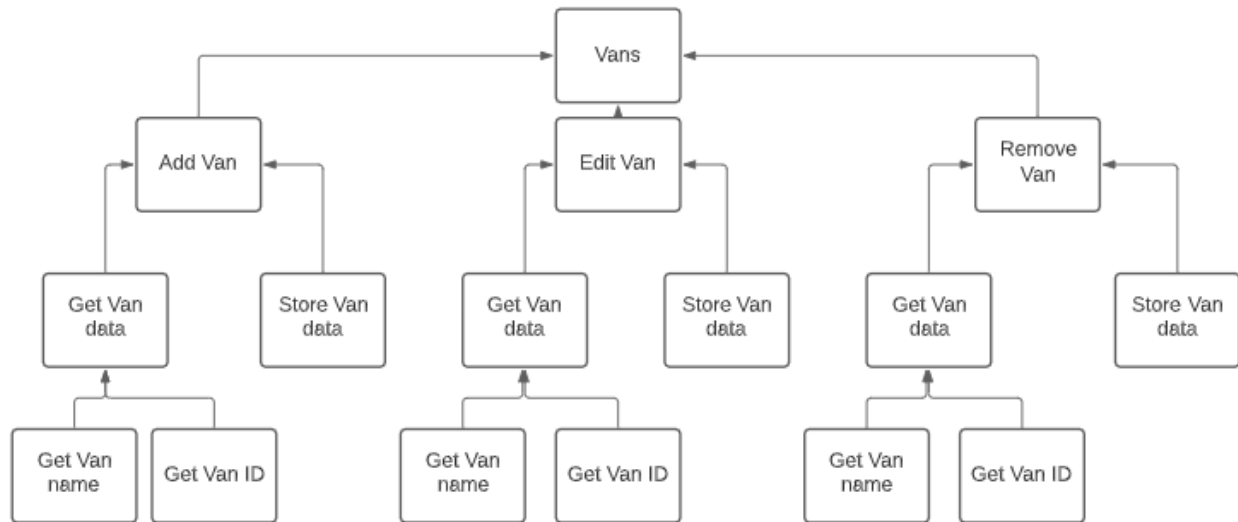 Vans
Add Van
Edit Van
Remove
Van
Get Van
data
Store Van
data
Get Van
data
Store Van
data
Get Van
data
Store Van
data
Get Van
name
Get Van ID
Get Van
name
Get Van ID
Get Van
name
Get Van ID